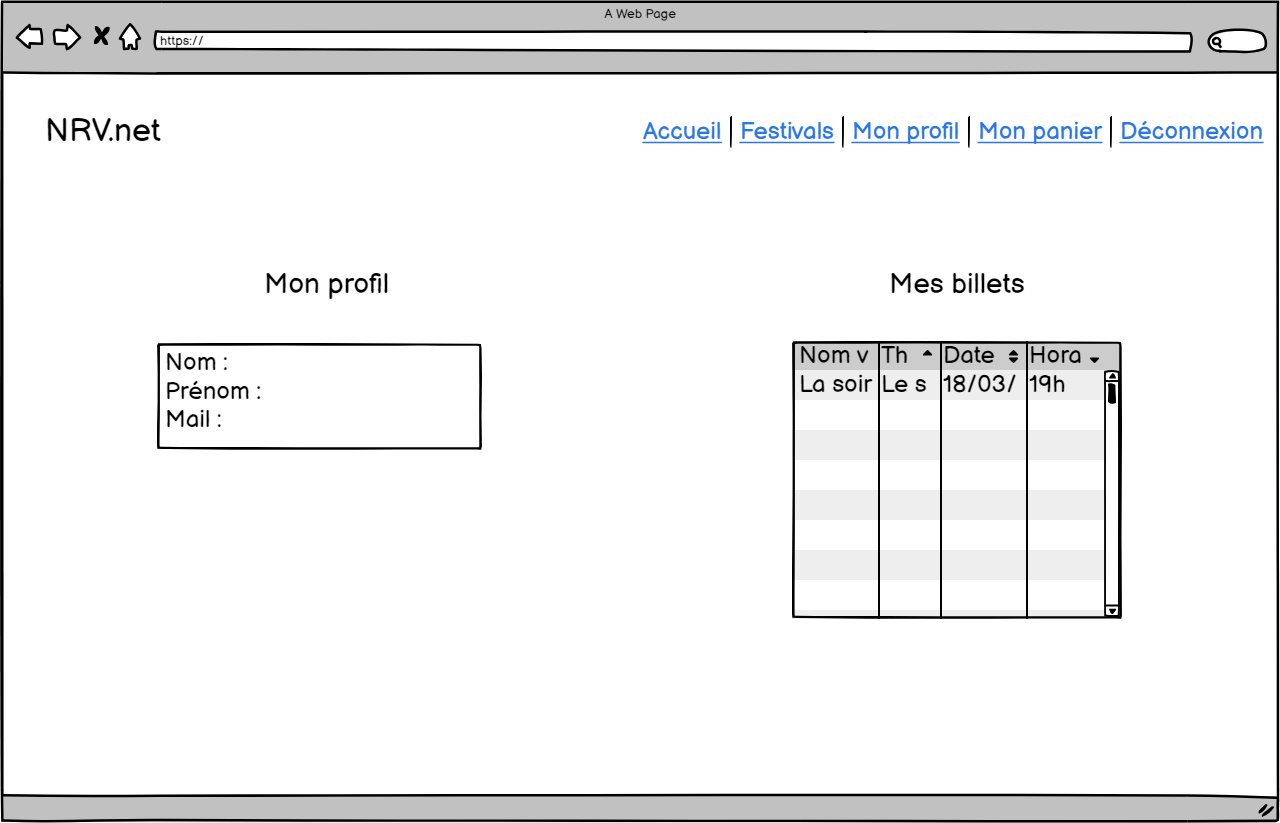 A Web Page
https://
NRV.net
Accueil | Festivals | Mon profil | Mon panier | Déconnexion
Mon profil
Nom :
Prénom :
Mail :
Mes billets
Nom v Th Date Hora
La soir Le s 18/03/ 19h